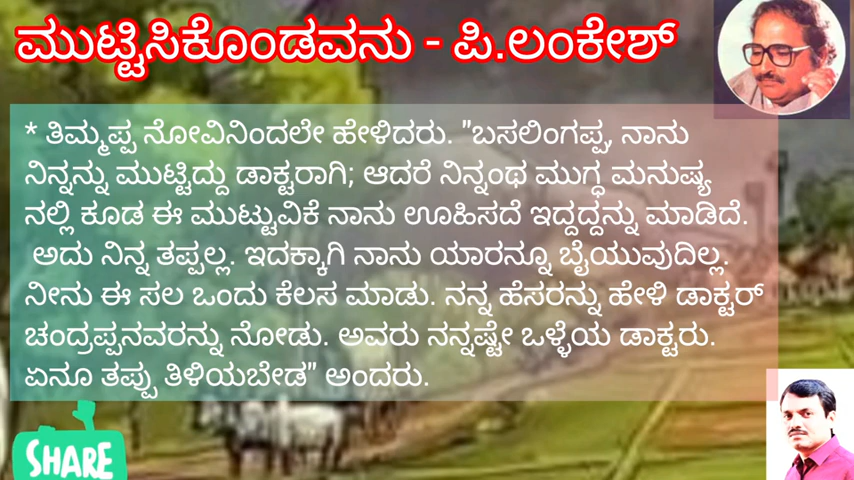 ಮುಟ್ಟಿಸಿಕೊಂಡವನು - ಪಿ.ಲಂಕೇಶ್
* ತಿಮ್ಮಪ್ಪ ನೋವಿನಿಂದಲೇ ಹೇಳಿದರು. "ಬಸಲಿಂಗಪ್ಪ, ನಾನು
ನಿನ್ನನ್ನು ಮುಟ್ಟಿದ್ದು ಡಾಕ್ಟರಾಗಿ; ಆದರೆ ನಿನ್ನಂಥ ಮುಗ್ಧ ಮನುಷ್ಯ
ನಲ್ಲಿ ಕೂಡ ಈ ಮುಟ್ಟುವಿಕೆ ನಾನು ಊಹಿಸದೆ ಇದ್ದದ್ದನ್ನು ಮಾಡಿದೆ.
ಅದು ನಿನ್ನ ತಪ್ಪಲ್ಲ. ಇದಕ್ಕಾಗಿ ನಾನು ಯಾರನ್ನೂ ಬೈಯುವುದಿಲ್ಲ.
ನೀನು ಈ ಸಲ ಒಂದು ಕೆಲಸ ಮಾಡು. ನನ್ನ ಹೆಸರನ್ನು ಹೇಳಿ ಡಾಕ್ಟರ್
ಚಂದ್ರಪ್ಪನವರನ್ನು ನೋಡು. ಅವರು ನನ್ನಷ್ಟೇ ಒಳ್ಳೆಯ ಡಾಕ್ಟರು.
ಏನೂ ತಪ್ಪು ತಿಳಿಯಬೇಡ" ಅಂದರು.
SHARE